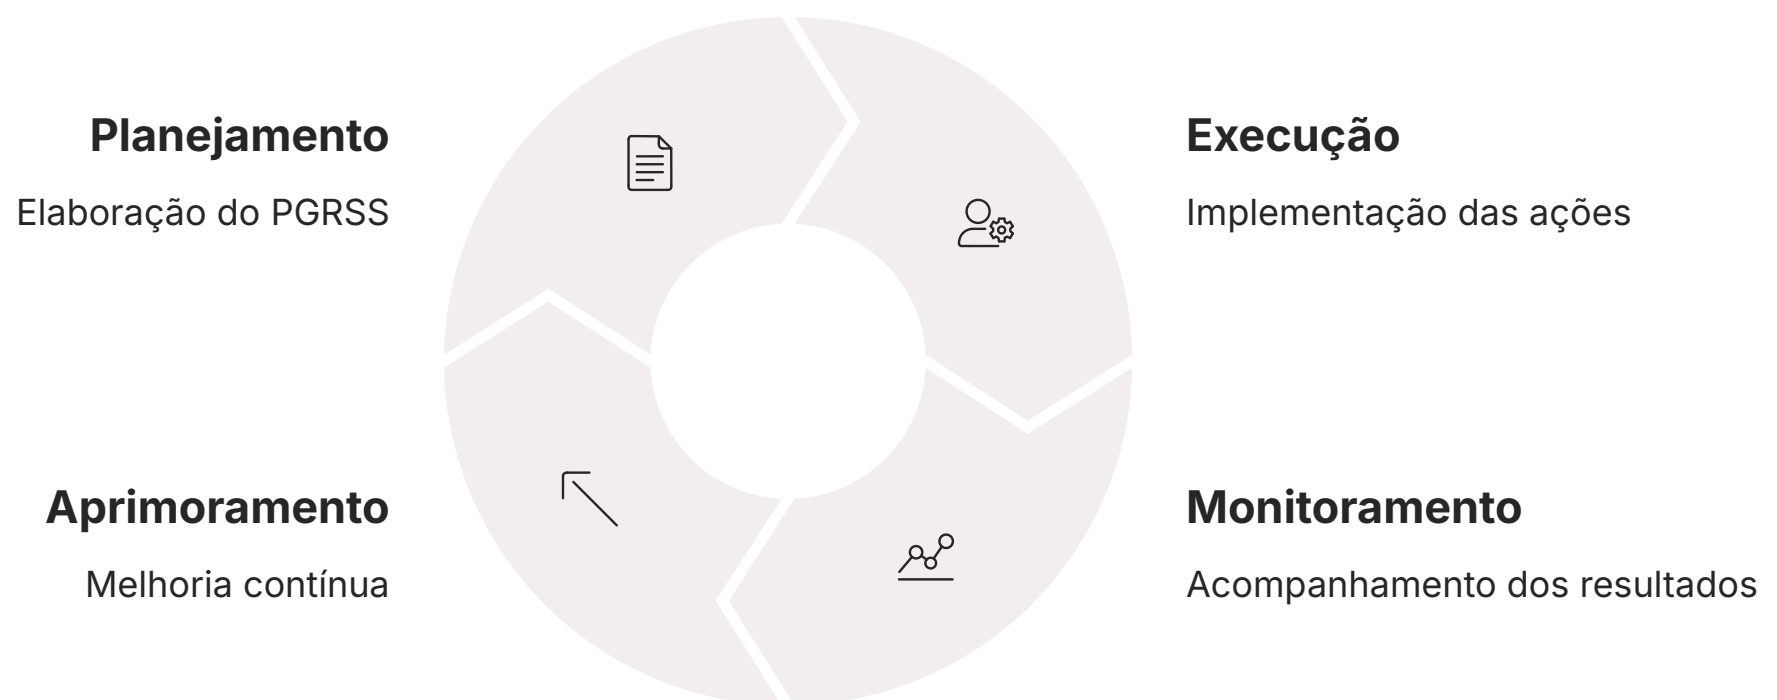 Planejamento
Elaboração do PGRSS
Execução
Implementação das ações
Aprimoramento
Melhoria contínua
Monitoramento
Acompanhamento dos resultados